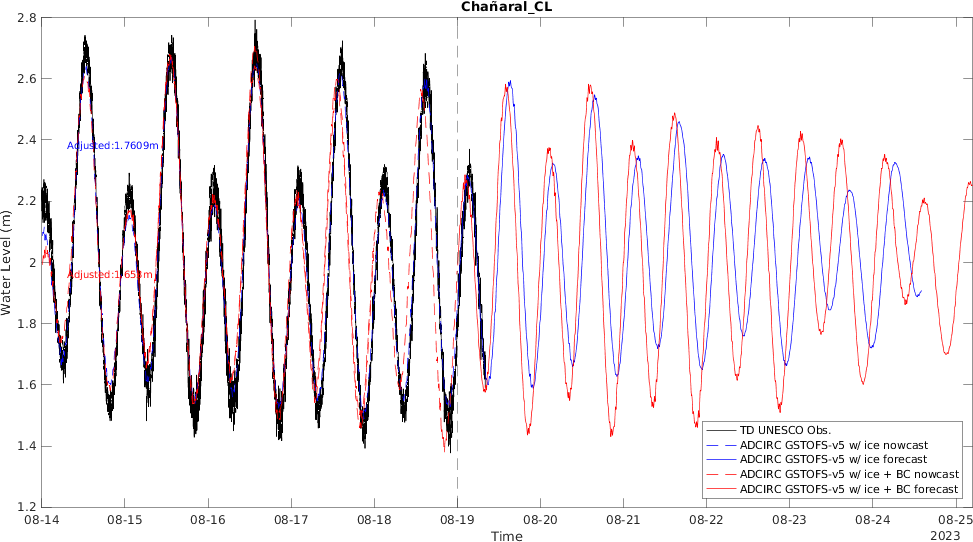 Chañaral_CL
2.8
2.6
2.4
2.2
2
1.8
1.6
1.4
1.2
Water Level (m)
Adjusted:1.7609m
TD UNESCO Obs.
ADCIRC GSTOFS-v5 w/ ice nowcast
ADCIRC GSTOFS-v5 w/ ice forecast
ADCIRC GSTOFS-v5 w/ ice + BC nowcast
ADCIRC GSTOFS-v5 w/ ice + BC forecast
08-14 08-15 08-16 08-17 08-18 08-19 08-20 08-21 08-22 08-23 08-24 08-25
Time
2023